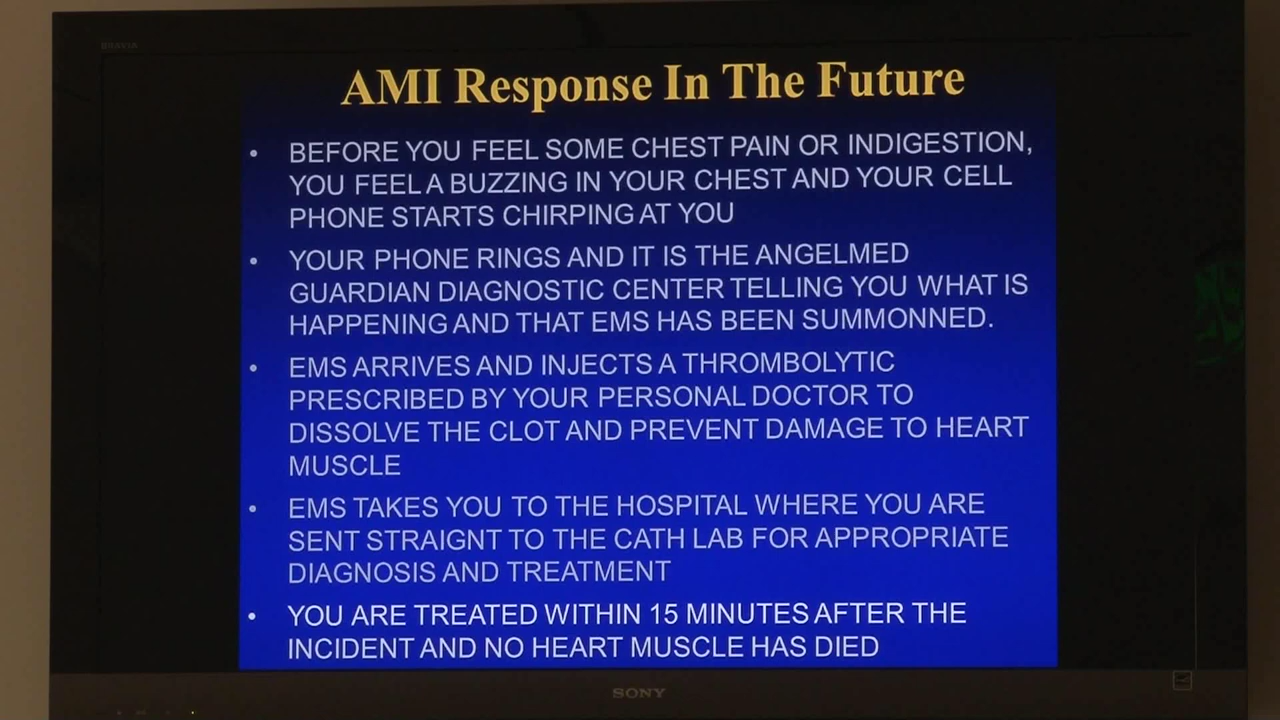 BRAVIA
AMI Response In The Future
• BEFORE YOU FEEL SOME CHEST PAIN OR INDIGESTION,
YOU FEEL A BUZZING IN YOUR CHEST AND YOUR CELL
PHONE STARTS CHIRPING AT YOU
• YOUR PHONE RINGS AND IT IS THE ANGELMED
GUARDIAN DIAGNOSTIC CENTER TELLING YOU WHAT IS
HAPPENING AND THAT EMS HAS BEEN SUMMONNED.
• EMS ARRIVES AND INJECTS A THROMBOLYTIC
PRESCRIBED BY YOUR PERSONAL DOCTOR TO
DISSOLVE THE CLOT AND PREVENT DAMAGE TO HEART
MUSCLE
• EMS TAKES YOU TO THE HOSPITAL WHERE YOU ARE
SENT STRAIGNT TO THE CATH LAB FOR APPROPRIATE
DIAGNOSIS AND TREATMENT
• YOU ARE TREATED WITHIN 15 MINUTES AFTER THE
INCIDENT AND NO HEART MUSCLE HAS DIED
SONY